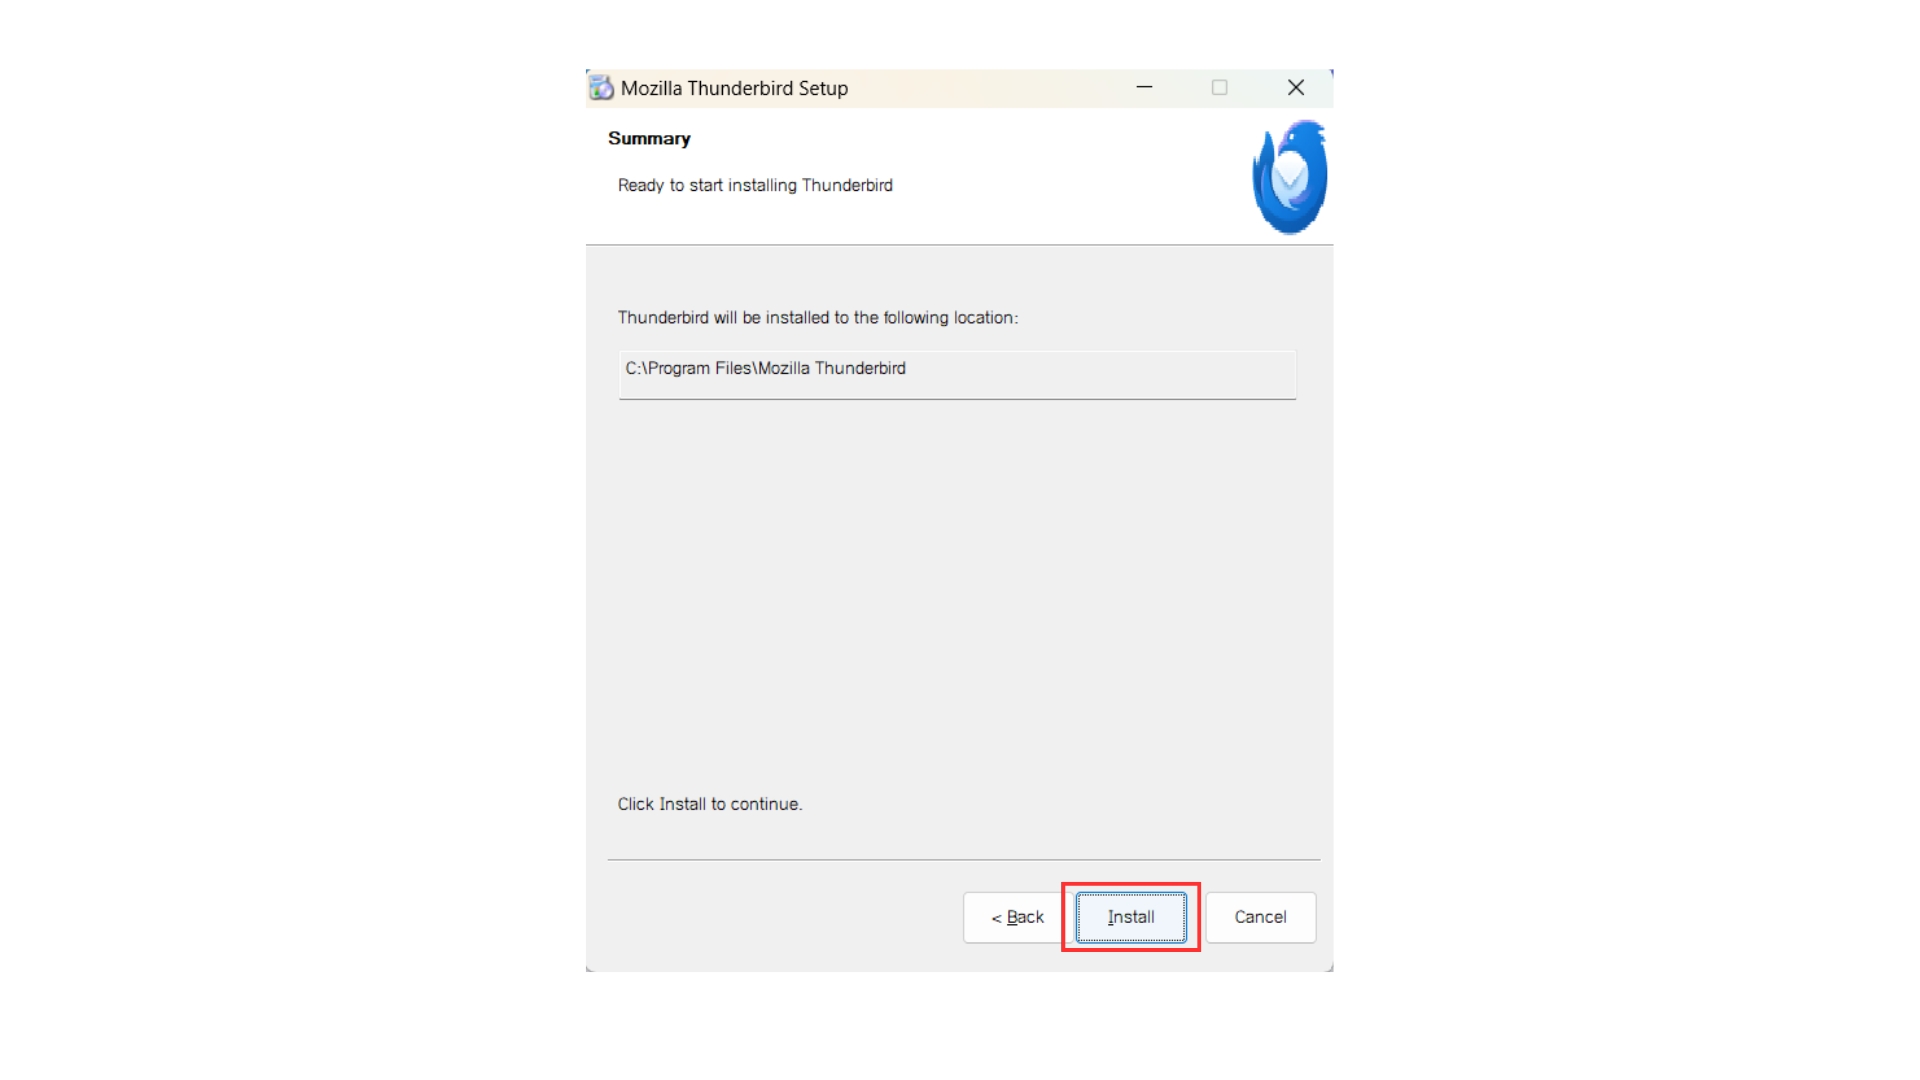 Mozilla Thunderbird Setup
Summary
Ready to start installing Thunderbird
Thunderbird will be installed to the following location:
C:\Program Files\Mozilla Thunderbird
Click Install to continue.
< Back Install Cancel